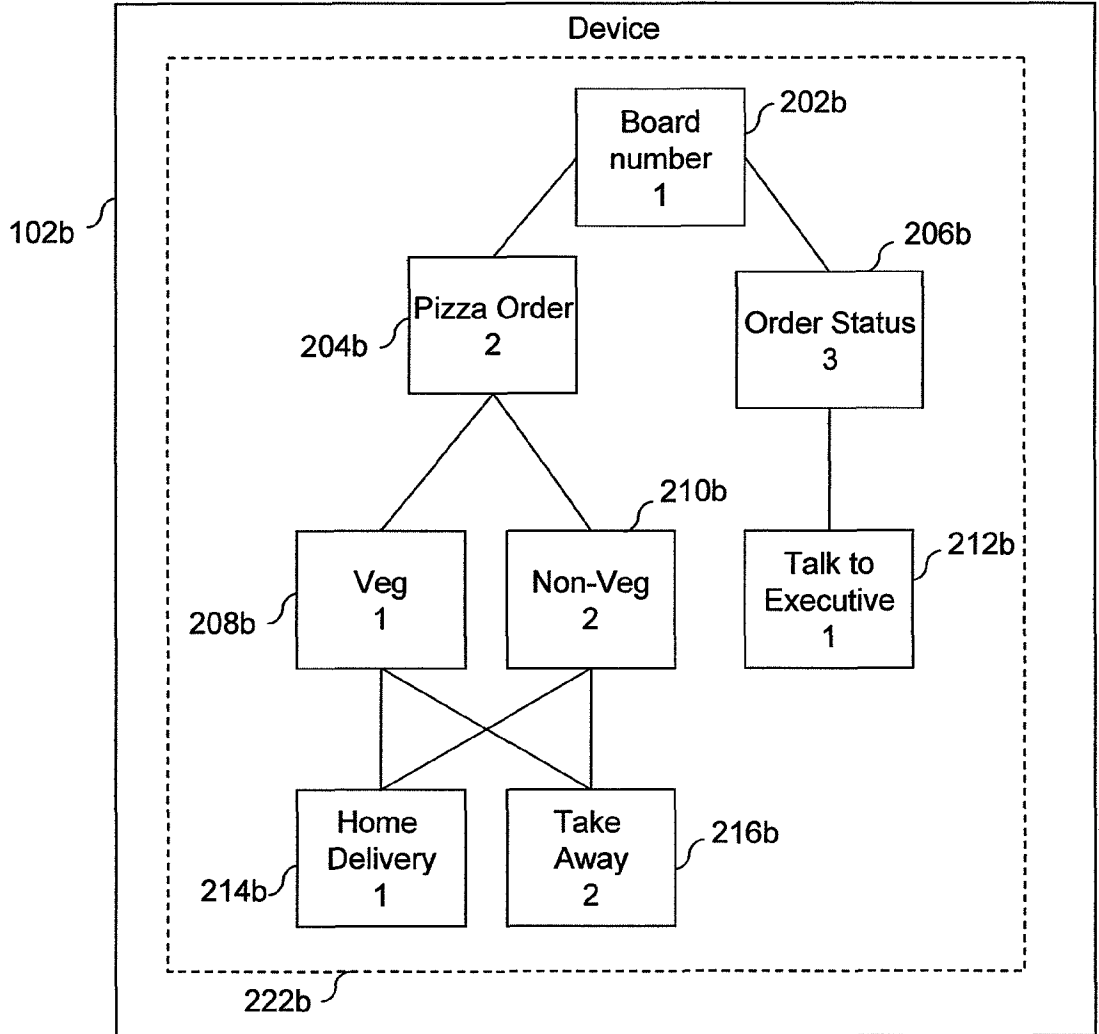 Device
202b
Board
number
1
102b
206b
Pizza Order
2
204b
Order Status
3
210b
212b
Veg
1
208b
Non-Veg
2
Talk to
Executive
1
Home
Delivery
1
214b
Take
Away
2
216b
222b